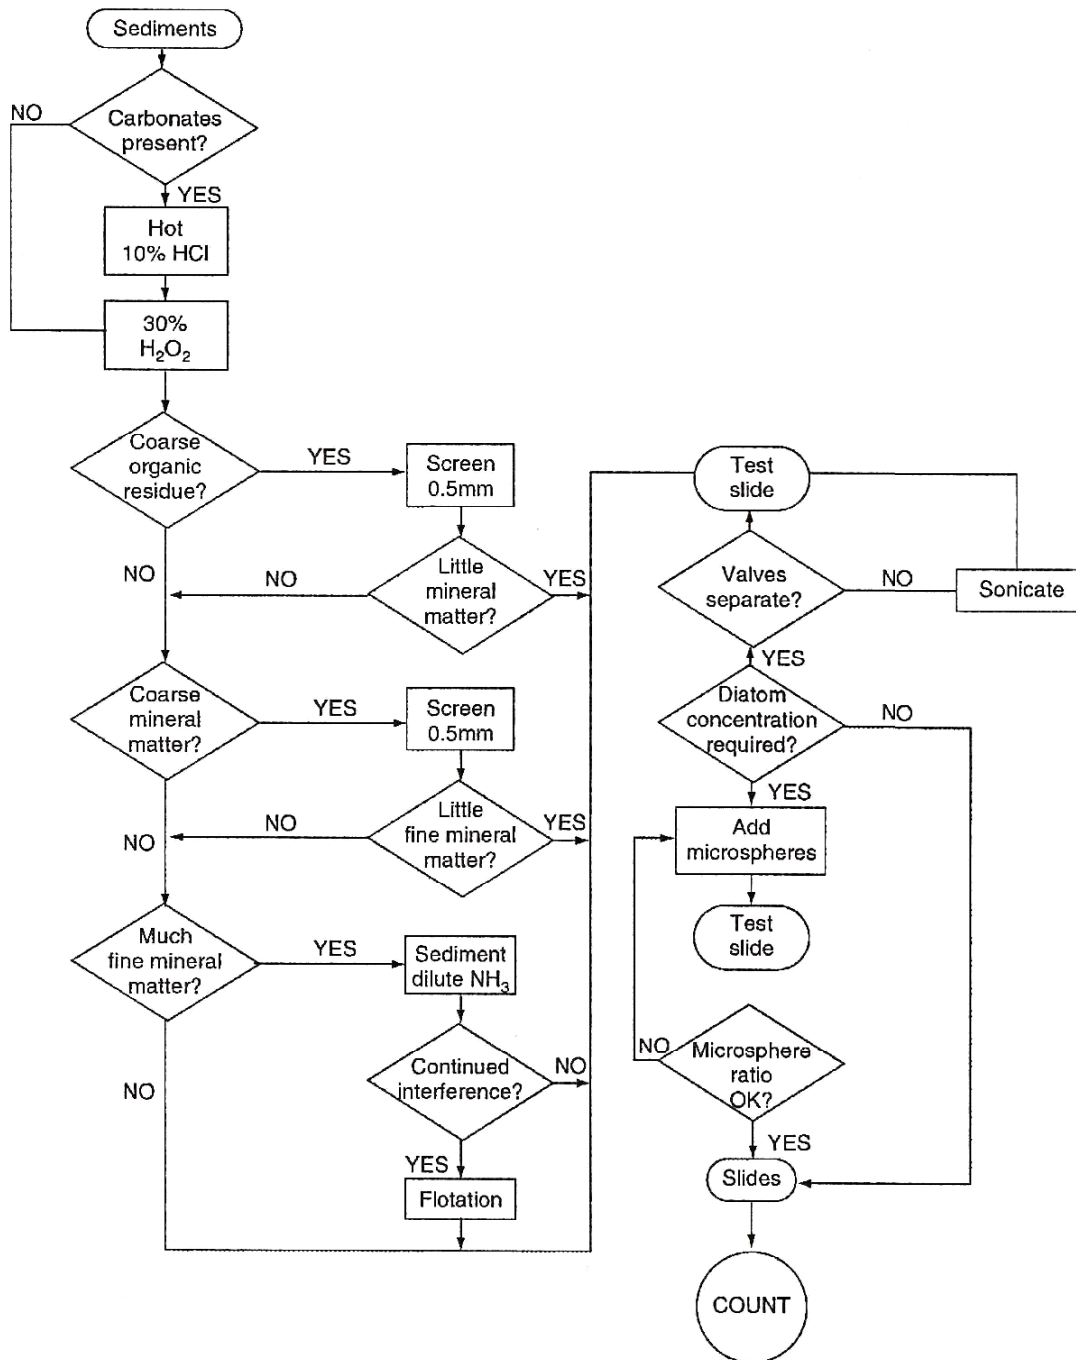 Sediments
NO
Carbonates
present?
YES
Hot
10% HCl
30%
H₂O₂
Coarse
organic
residue?
YES
Screen
0.5mm
NO
NO
Little
mineral
matter?
YES
Coarse
mineral
matter?
YES
Screen
0.5mm
NO
NO
Little
fine mineral
matter?
YES
Much
fine mineral
matter?
YES
Sediment
dilute NH₃
NO
Continued
interference?
NO
YES
Flotation
Test
slide
Valves
separate?
NO
Sonicate
YES
Diatom
concentration
required?
NO
YES
Add
microspheres
Test
slide
NO
Microsphere
ratio
OK?
YES
Slides
COUNT